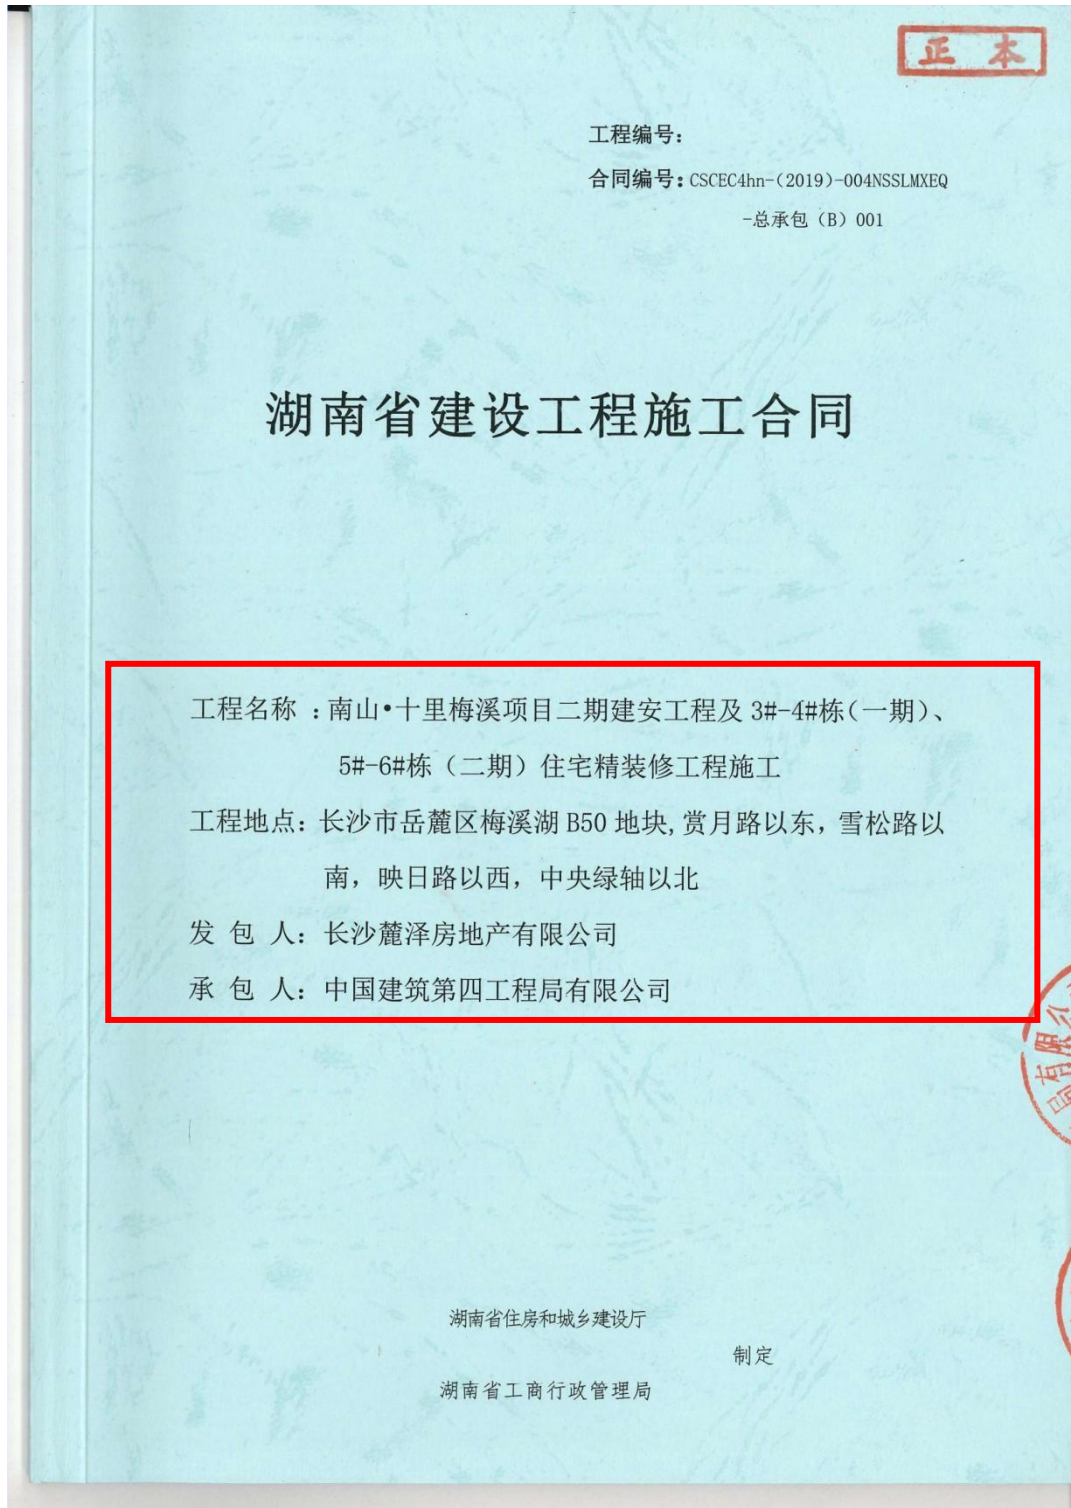 正 本
工程编号：
合同编号：CSCEC4hn-(2019)-004NSSLMXEQ
-总承包（B）001
湖南省建设工程施工合同
工程名称 ：南山•十里梅溪项目二期建安工程及 3#-4#栋（一期）、
5#-6#栋（二期）住宅精装修工程施工
工程地点：长沙市岳麓区梅溪湖 B50 地块,赏月路以东，雪松路以
南，映日路以西，中央绿轴以北
发 包 人：长沙麓泽房地产有限公司
承 包 人：中国建筑第四工程局有限公司
局有限公
湖南省住房和城乡建设厅
制定
湖南省工商行政管理局